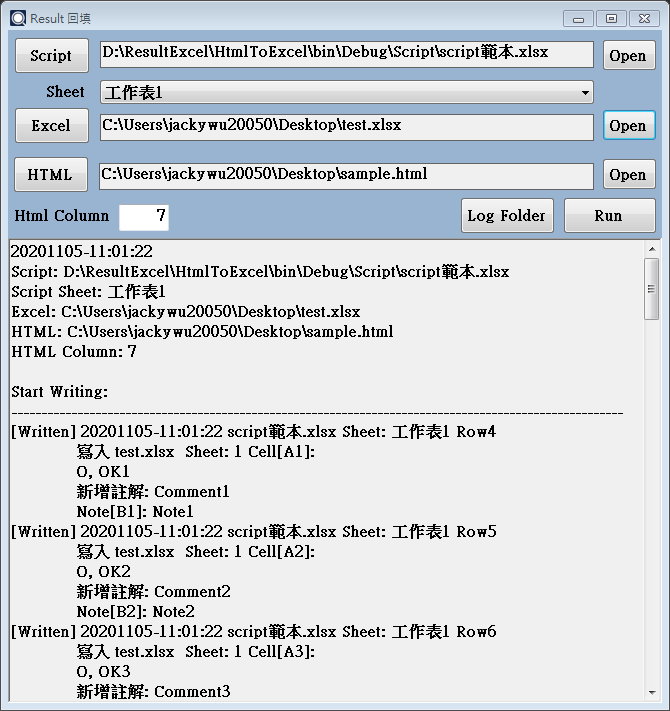 Result 回填
Script D:\ResultExcel\HtmlToExcel\bin\Debug\Script\script範本.xlsx Open
Sheet 工作表1
Excel C:\Users\jackywu20050\Desktop\test.xlsx Open
HTML C:\Users\jackywu20050\Desktop\sample.html Open
Html Column 7 Log Folder Run
20201105-11:01:22
Script: D:\ResultExcel\HtmlToExcel\bin\Debug\Script\script範本.xlsx
Script Sheet: 工作表1
Excel: C:\Users\jackywu20050\Desktop\test.xlsx
HTML: C:\Users\jackywu20050\Desktop\sample.html
HTML Column: 7
Start Writing:
------------------------------------------------------------------------------------------------------
[Written] 20201105-11:01:22 script範本.xlsx Sheet: 工作表1 Row4
寫入 test.xlsx  Sheet: 1 Cell[A1]:
O, OK1
新增註解: Comment1
Note[B1]: Note1
[Written] 20201105-11:01:22 script範本.xlsx Sheet: 工作表1 Row5
寫入 test.xlsx  Sheet: 1 Cell[A2]:
O, OK2
新增註解: Comment2
Note[B2]: Note2
[Written] 20201105-11:01:22 script範本.xlsx Sheet: 工作表1 Row6
寫入 test.xlsx  Sheet: 1 Cell[A3]:
O, OK3
新增註解: Comment3